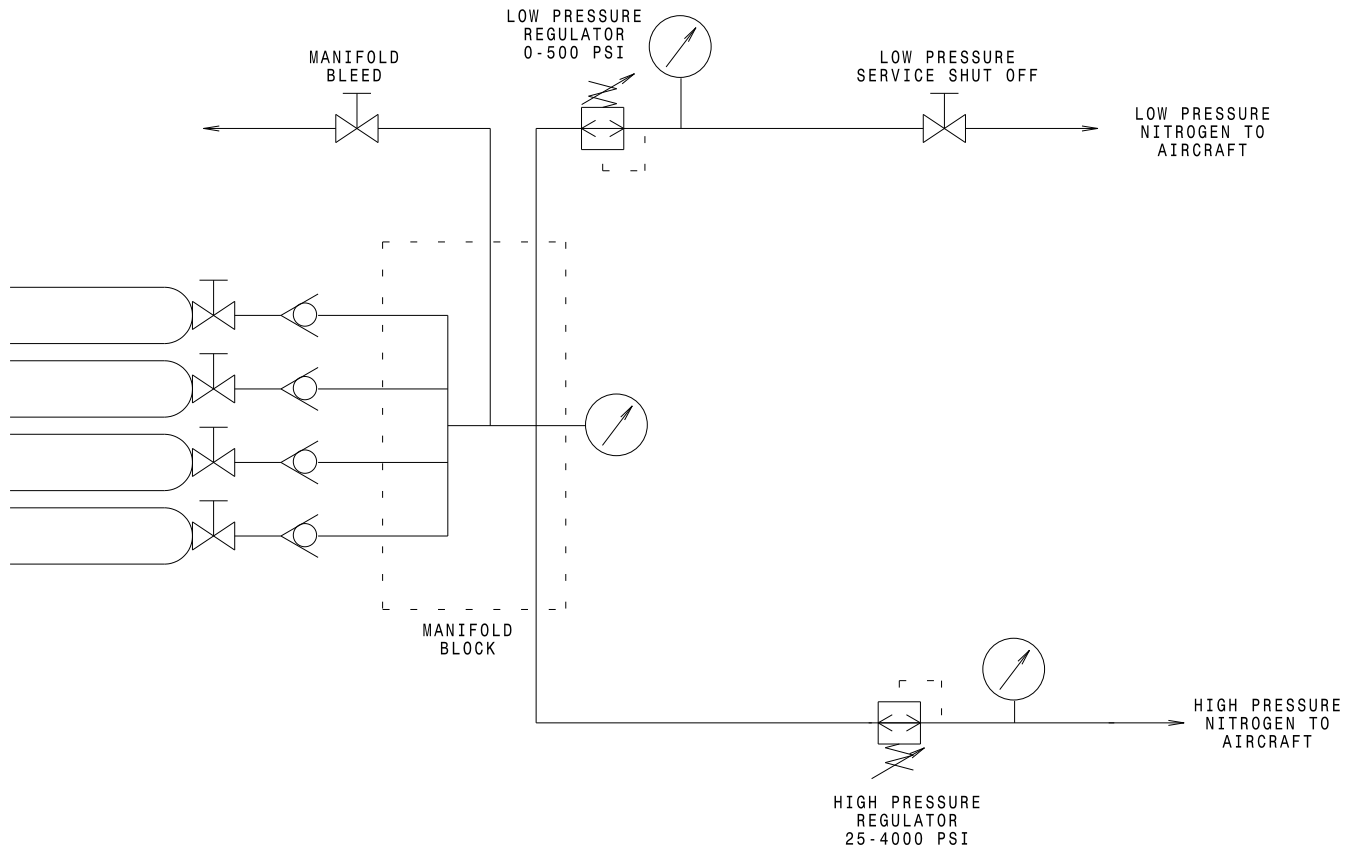 LOW PRESSURE
REGULATOR
0-500 PSI
MANIFOLD
BLEED
LOW PRESSURE
SERVICE SHUT OFF
LOW PRESSURE
NITROGEN TO
AIRCRAFT
MANIFOLD
BLOCK
HIGH PRESSURE
NITROGEN TO
AIRCRAFT
HIGH PRESSURE
REGULATOR
25-4000 PSI